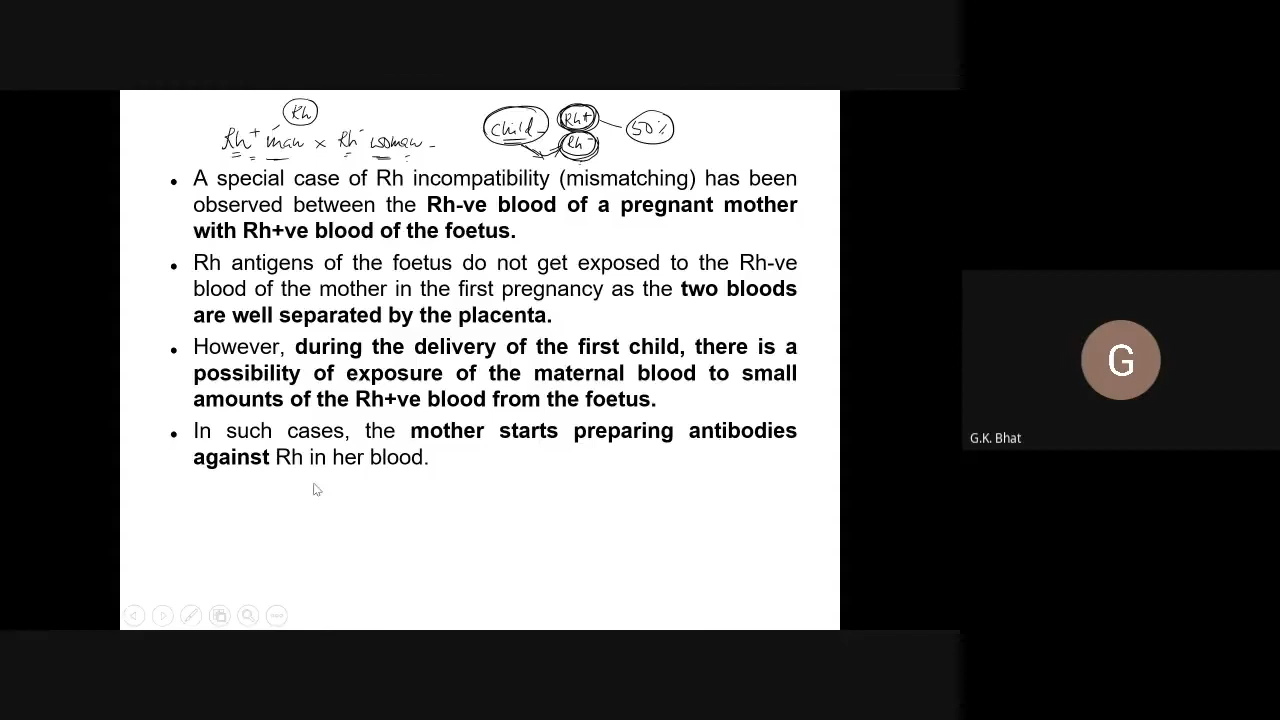 Rh
Rh+ man × Rh- woman -
child - Rh+ 50%
Rh-
• A special case of Rh incompatibility (mismatching) has been
observed between the Rh-ve blood of a pregnant mother
with Rh+ve blood of the foetus.
• Rh antigens of the foetus do not get exposed to the Rh-ve
blood of the mother in the first pregnancy as the two bloods
are well separated by the placenta.
• However, during the delivery of the first child, there is a
possibility of exposure of the maternal blood to small
amounts of the Rh+ve blood from the foetus.
• In such cases, the mother starts preparing antibodies
against Rh in her blood.
G
G.K. Bhat